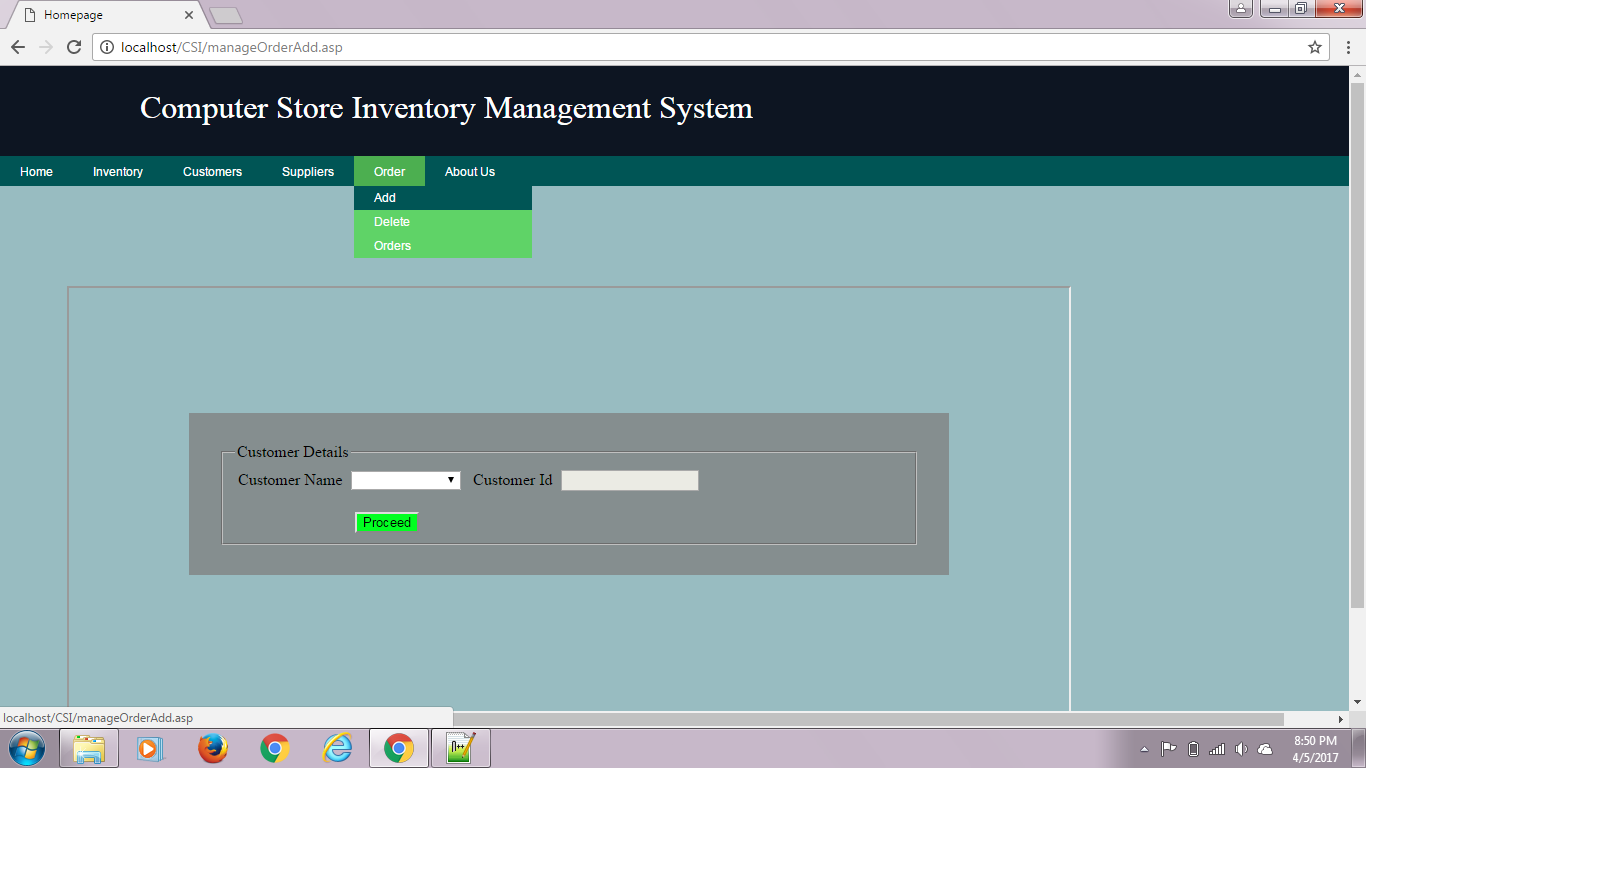 Homepage
localhost/CSI/manageOrderAdd.asp
Computer Store Inventory Management System
Home Inventory Customers Suppliers Order About Us
Add
Delete
Orders
Customer Details
Customer Name Customer Id
Proceed
localhost/CSI/manageOrderAdd.asp
8:50 PM
4/5/2017